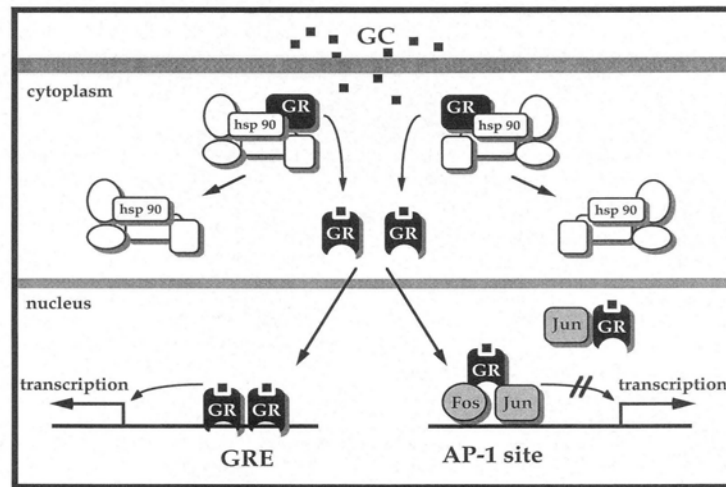 GC
cytoplasm
GR
hsp 90
GR
hsp 90
hsp 90
hsp 90
GR
GR
nucleus
Jun
GR
transcription
GR
GR
GR
Fos
Jun
transcription
GRE
AP-1 site